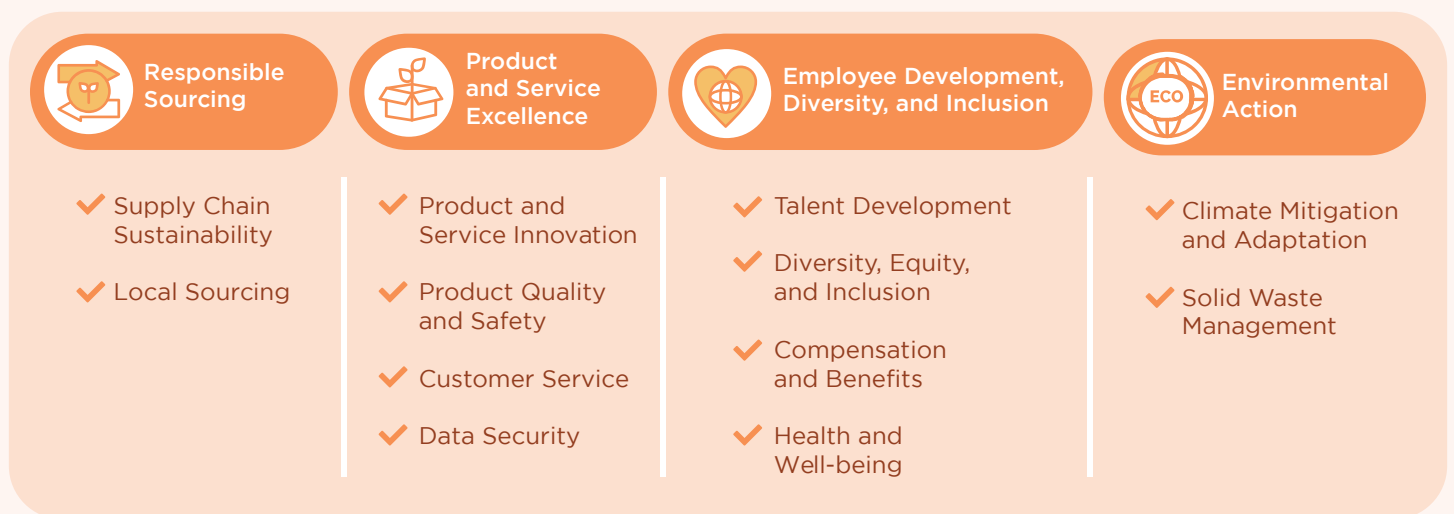 Responsible
Sourcing
Supply Chain
Sustainability
Local Sourcing
Product
and Service
Excellence
Product and
Service Innovation
Product Quality
and Safety
Customer Service
Data Security
Employee Development,
Diversity, and Inclusion
Talent Development
Diversity, Equity,
and Inclusion
Compensation
and Benefits
Health and
Well-being
ECO
Environmental
Action
Climate Mitigation
and Adaptation
Solid Waste
Management